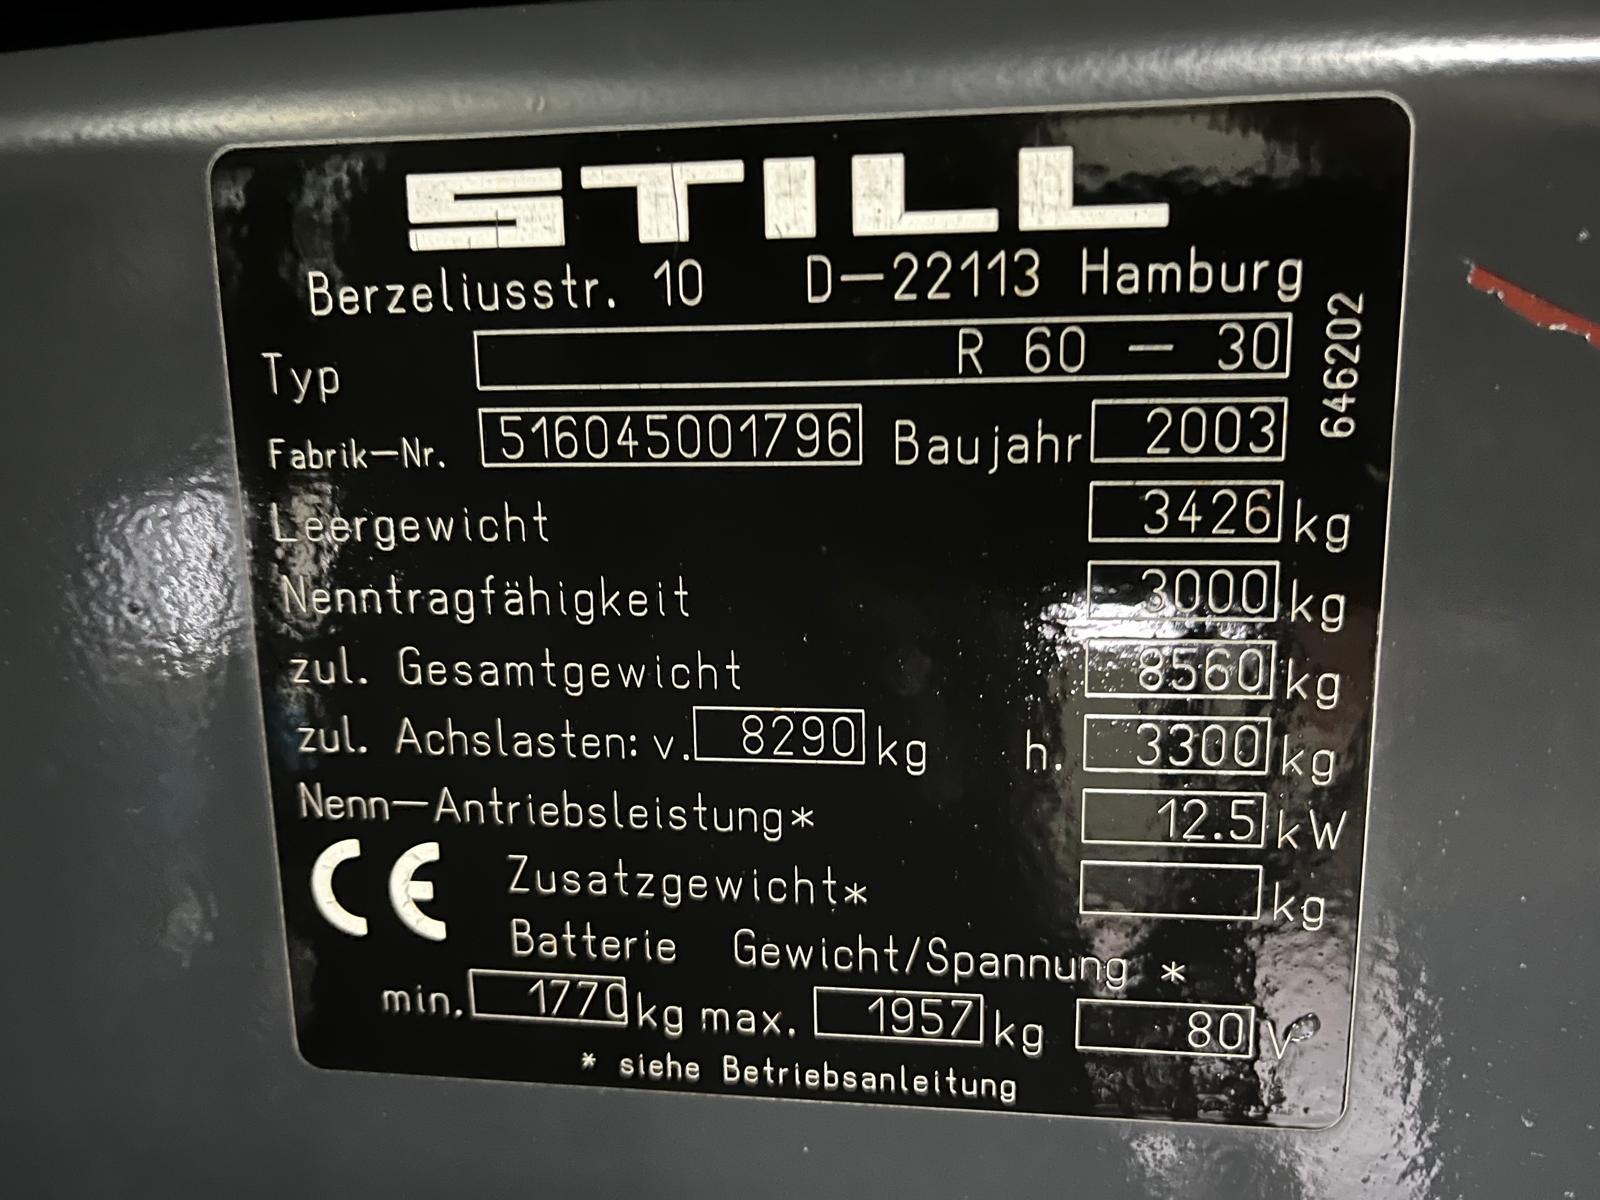 STILL
Berzeliusstr. 10 D-22113 Hamburg
Typ R 60 - 30
Fabrik-Nr. 516045001796 Baujahr 2003
646202
Leergewicht 3426 kg
Nenntragfähigkeit 3000 kg
zul. Gesamtgewicht 8560 kg
zul. Achslasten: v. 8290 kg h. 3300 kg
Nenn-Antriebsleistung* 12.5 kW
CE Zusatzgewicht* kg
Batterie Gewicht/Spannung *
min. 1770 kg max. 1957 kg 80 V
* siehe Betriebsanleitung